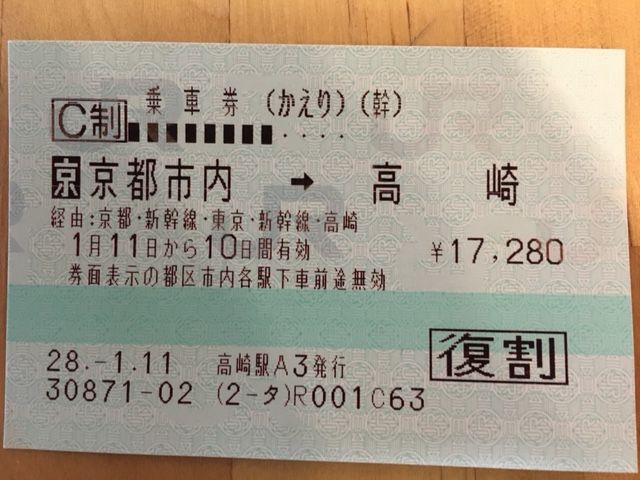 乗車券 (かえり) (幹)
C制 ■■■■■■■■・・・・
京 京都市内 → 高崎
経由:京都・新幹線・東京・新幹線・高崎
1月11日から10日間有効 ¥17,280
券面表示の都区市内各駅下車前途無効
復割
28.-1.11 高崎駅A3発行
30871-02 (2-タ)R001C63